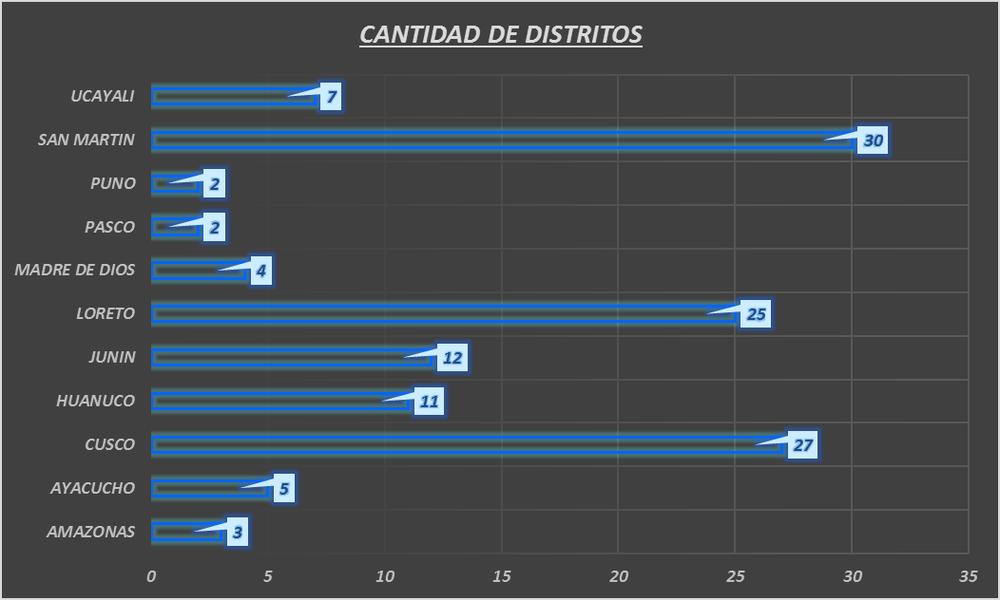 CANTIDAD DE DISTRITOS
UCAYALI 7
SAN MARTIN 30
PUNO 2
PASCO 2
MADRE DE DIOS 4
LORETO 25
JUNIN 12
HUANUCO 11
CUSCO 27
AYACUCHO 5
AMAZONAS 3
0 5 10 15 20 25 30 35